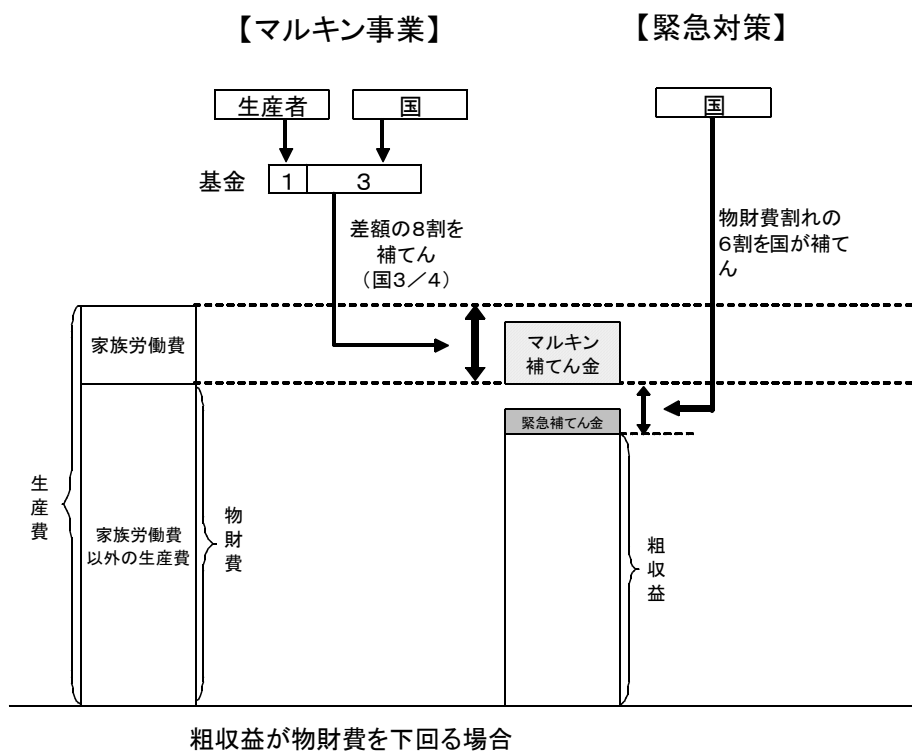 【マルキン事業】
【緊急対策】
生産者
国
国
基金
1
3
差額の8割を
補てん
（国3／4）
物財費割れの
6割を国が補て
ん
家族労働費
マルキン
補てん金
緊急補てん金
生産費
家族労働費
以外の生産費
物財費
粗収益
粗収益が物財費を下回る場合